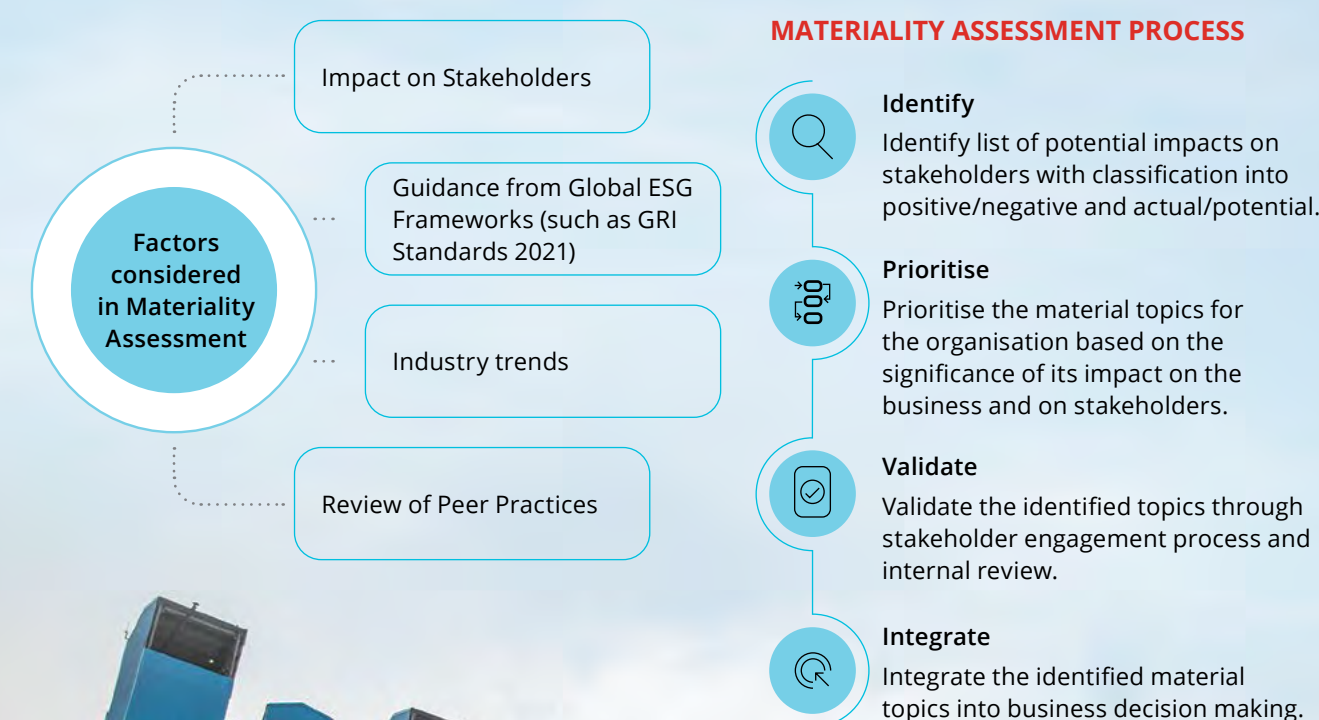 Factors
considered
in Materiality
Assessment
Impact on Stakeholders
Guidance from Global ESG
Frameworks (such as GRI
Standards 2021)
Industry trends
Review of Peer Practices
MATERIALITY ASSESSMENT PROCESS
Identify
Identify list of potential impacts on
stakeholders with classification into
positive/negative and actual/potential.
Prioritise
Prioritise the material topics for
the organisation based on the
significance of its impact on the
business and on stakeholders.
Validate
Validate the identified topics through
stakeholder engagement process and
internal review.
Integrate
Integrate the identified material
topics into business decision making.